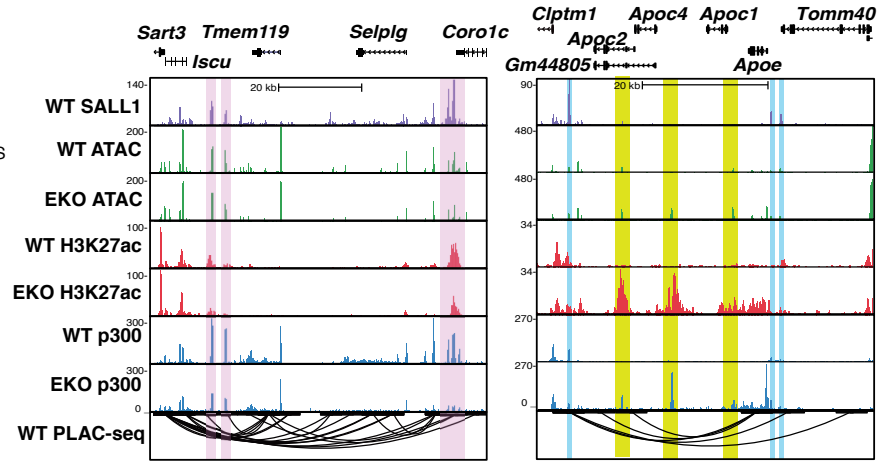 Sart3 Tmem119 Selplg Coro1c
Iscu
Clptm1 Apoc4 Apoc1 Tomm40
Apoc2
Gm44805 Apoe
s
140-
20 kb
90-
20 kb
WT SALL1
200-
480-
WT ATAC
200-
480-
EKO ATAC
100-
34-
WT H3K27ac
100-
34-
EKO H3K27ac
300-
270-
WT p300
300-
270-
EKO p300
0
0
WT PLAC-seq